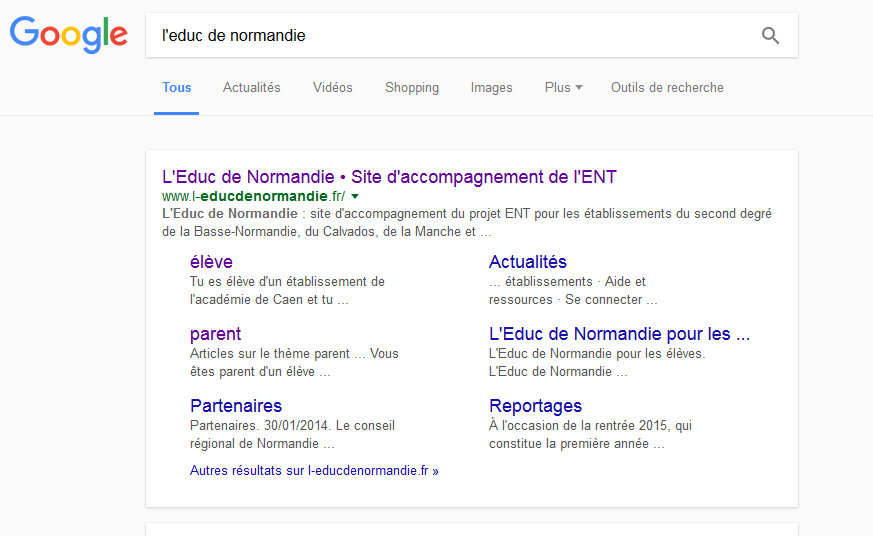 Google
l'educ de normandie
Tous Actualités Vidéos Shopping Images Plus Outils de recherche
L'Educ de Normandie • Site d'accompagnement de l'ENT
www.l-educdenormandie.fr/
L'Educ de Normandie : site d'accompagnement du projet ENT pour les établissements du second degré
de la Basse-Normandie, du Calvados, de la Manche et ...
élève
Tu es élève d'un établissement de
l'académie de Caen et tu ...
Actualités
... établissements · Aide et
ressources · Se connecter ...
parent
Articles sur le thème parent ... Vous
êtes parent d'un élève ...
L'Educ de Normandie pour les ...
L'Educ de Normandie pour les élèves.
L'Educ de Normandie ...
Partenaires
Partenaires. 30/01/2014. Le conseil
régional de Normandie ...
Reportages
À l'occasion de la rentrée 2015, qui
constitue la première année ...
Autres résultats sur l-educdenormandie.fr »